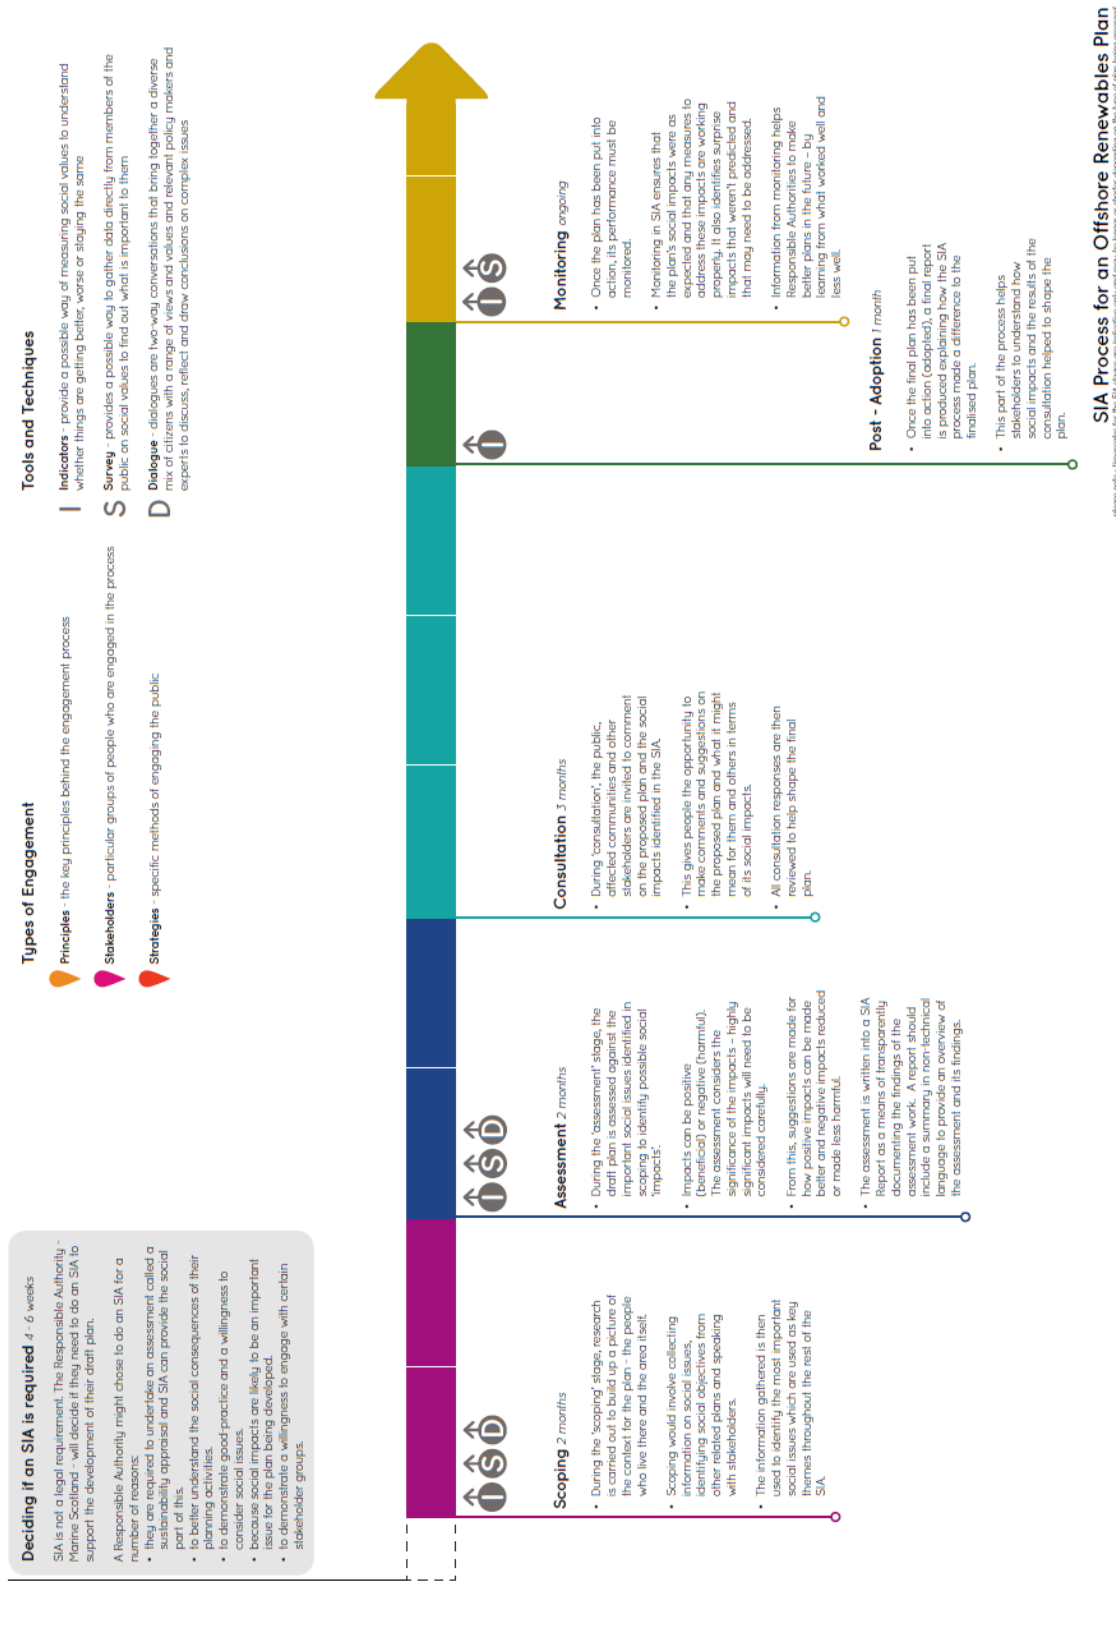 Deciding if an SIA is required 4 - 6 weeks
SIA is not a legal requirement. The Responsible Authority -
Marine Scotland - will decide if they need to do an SIA to
support the development of their draft plan.
A Responsible Authority might chose to do an SIA for a
number of reasons:
• they are required to undertake an assessment called a
sustainability appraisal and SIA can provide the social
part of this.
• to better understand the social consequences of their
planning activities.
• to demonstrate good-practice and a willingness to
consider social issues.
• because social impacts are likely to be an important
issue for the plan being developed.
• to demonstrate a willingness to engage with certain
stakeholder groups.
Types of Engagement
Principles - the key principles behind the engagement process
Stakeholders - particular groups of people who are engaged in the process
Strategies - specific methods of engaging the public
Tools and Techniques
I Indicators - provide a possible way of measuring social values to understand
whether things are getting better, worse or staying the same
S Survey - provides a possible way to gather data directly from members of the
public on social values to find out what is important to them
D Dialogue - dialogues are two-way conversations that bring together a diverse
mix of citizens with a range of views and values and relevant policy makers and
experts to discuss, reflect and draw conclusions on complex issues
I S D
Scoping 2 months
• During the 'scoping' stage, research
is carried out to build up a picture of
the context for the plan - the people
who live there and the area itself.
• Scoping would involve collecting
information on social issues,
identifying social objectives from
other related plans and speaking
with stakeholders.
• The information gathered is then
used to identify the most important
social issues which are used as key
themes throughout the rest of the
SIA.
I S D
Assessment 2 months
• During the 'assessment' stage, the
draft plan is assessed against the
important social issues identified in
scoping to identify possible social
'impacts'.
• Impacts can be positive
(beneficial) or negative (harmful).
The assessment considers the
significance of the impacts – highly
significant impacts will need to be
considered carefully.
• From this, suggestions are made for
how positive impacts can be made
better and negative impacts reduced
or made less harmful.
• The assessment is written into a SIA
Report as a means of transparently
documenting the findings of the
assessment work. A report should
include a summary in non-technical
language to provide an overview of
the assessment and its findings.
Consultation 3 months
• During 'consultation', the public,
affected communities and other
stakeholders are invited to comment
on the proposed plan and the social
impacts identified in the SIA.
• This gives people the opportunity to
make comments and suggestions on
the proposed plan and what it might
mean for them and others in terms
of its social impacts.
• All consultation responses are then
reviewed to help shape the final
plan.
I
Post - Adoption 1 month
• Once the final plan has been put
into action (adopted), a final report
is produced explaining how the SIA
process made a difference to the
finalised plan.
• This part of the process helps
stakeholders to understand how
social impacts and the results of the
consultation helped to shape the
plan.
I S
Monitoring ongoing
• Once the plan has been put into
action, its performance must be
monitored.
• Monitoring in SIA ensures that
the plan's social impacts were as
expected and that any measures to
address these impacts are working
properly. It also identifies surprise
impacts that weren't predicted and
that may need to be addressed.
• Information from monitoring helps
Responsible Authorities to make
better plans in the future – by
learning from what worked well and
less well.
SIA Process for an Offshore Renewables Plan